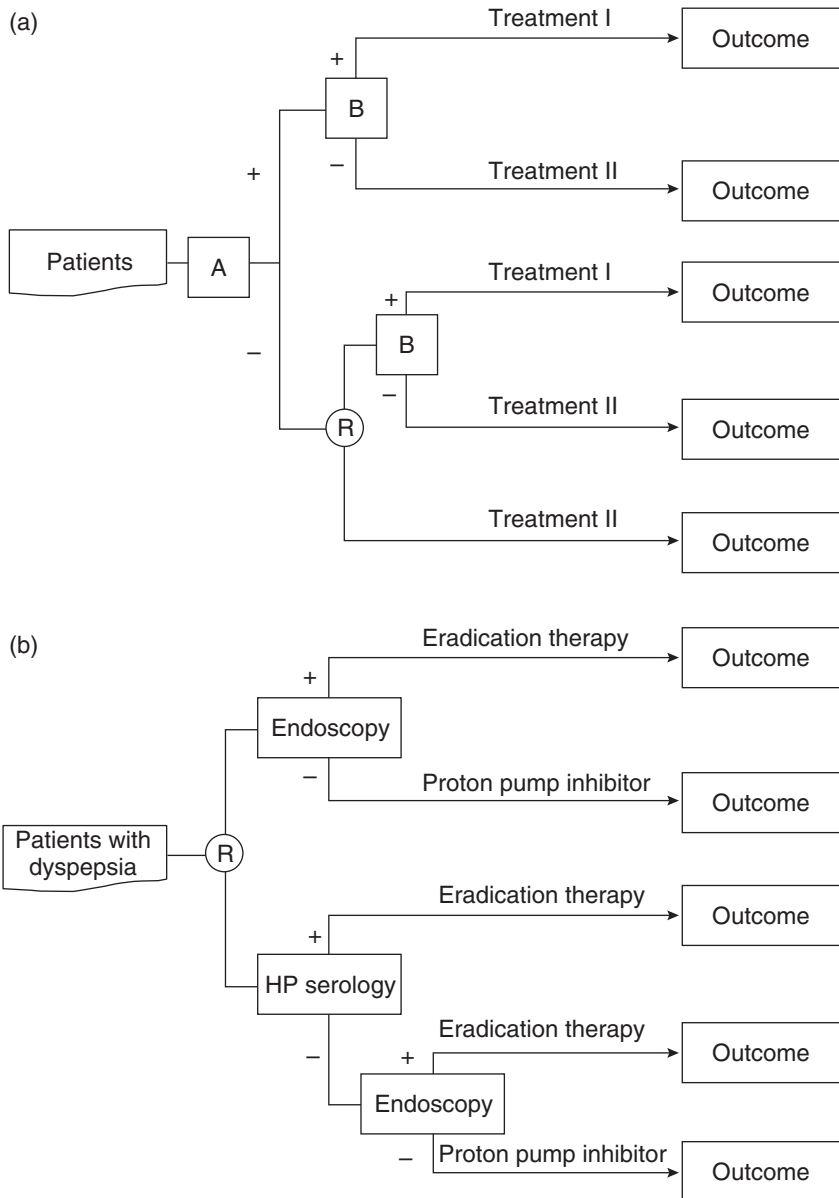 (a)
Treatment I
Outcome
+
B
–
Treatment II
Outcome
+
Patients
A
–
Treatment I
Outcome
+
B
–
Treatment II
Outcome
R
Treatment II
Outcome
(b)
Eradication therapy
Outcome
+
Endoscopy
–
Proton pump inhibitor
Outcome
Patients with
dyspepsia
R
Eradication therapy
Outcome
+
HP serology
–
Eradication therapy
Outcome
+
Endoscopy
–
Proton pump inhibitor
Outcome